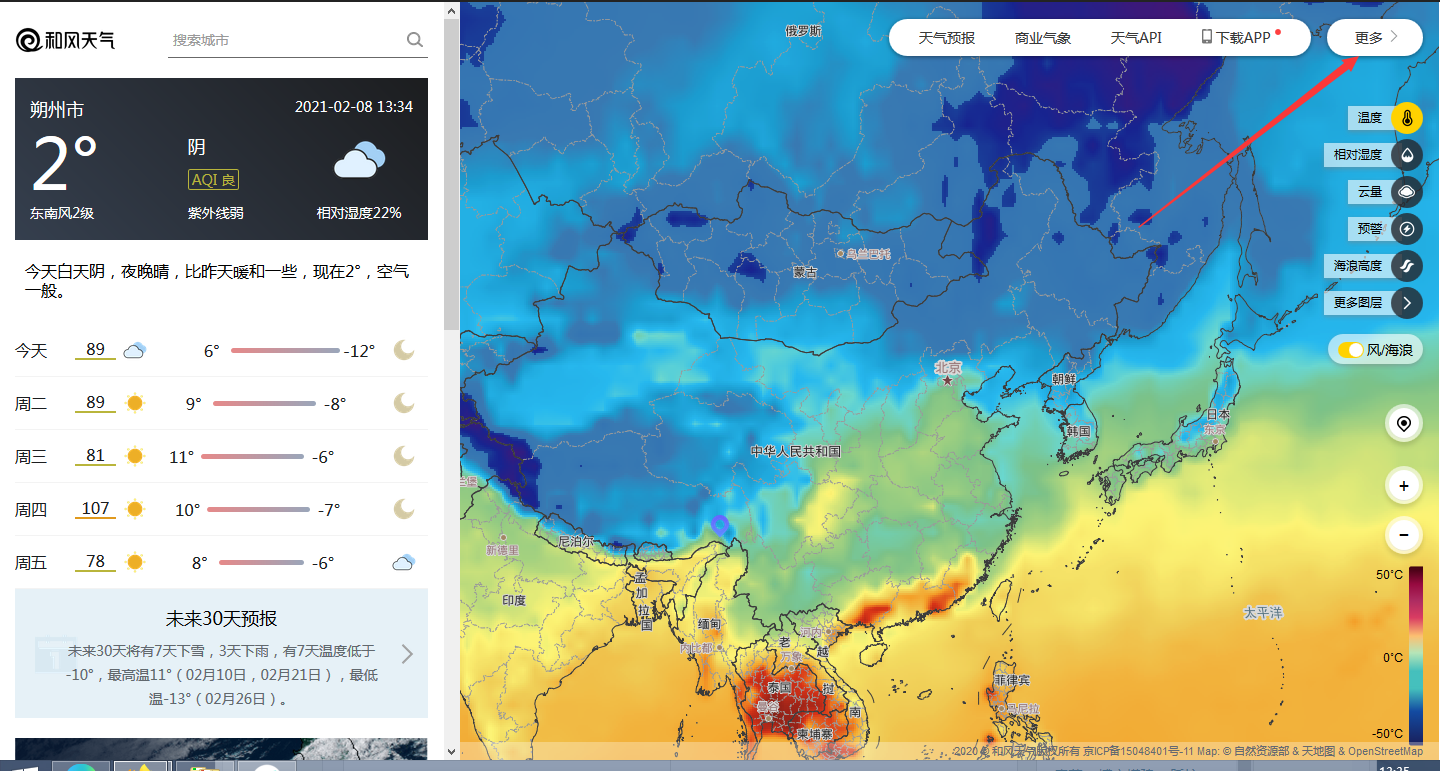 和风天气
搜索城市
朔州市
2021-02-08 13:34
2°
阴
AQI 良
东南风2级
紫外线弱
相对湿度22%
今天白天阴，夜晚晴，比昨天暖和一些，现在2°，空气
一般。
今天 89 6° -12°
周二 89 9° -8°
周三 81 11° -6°
周四 107 10° -7°
周五 78 8° -6°
未来30天预报
未来30天将有7天下雪，3天下雨，有7天温度低于
-10°，最高温11°（02月10日，02月21日），最低
温-13°（02月26日）。
天气预报 商业气象 天气API 下载APP
更多
温度
相对湿度
云量
预警
海浪高度
更多图层
风/海浪
+
−
50°C
0°C
-50°C
俄罗斯
乌兰巴托
蒙古
北京
朝鲜
日本
东京
韩国
中华人民共和国
兰堡
新德里
尼泊尔
孟
加
拉
国
印度
缅甸
内比都
河内
老
越
万象
泰国
挝
曼谷
南
柬埔寨
菲律宾
马尼拉
太平洋
2020 © 和风天气版权所有 京ICP备15048401号-11 Map: © 自然资源部 & 天地图 & OpenStreetMap